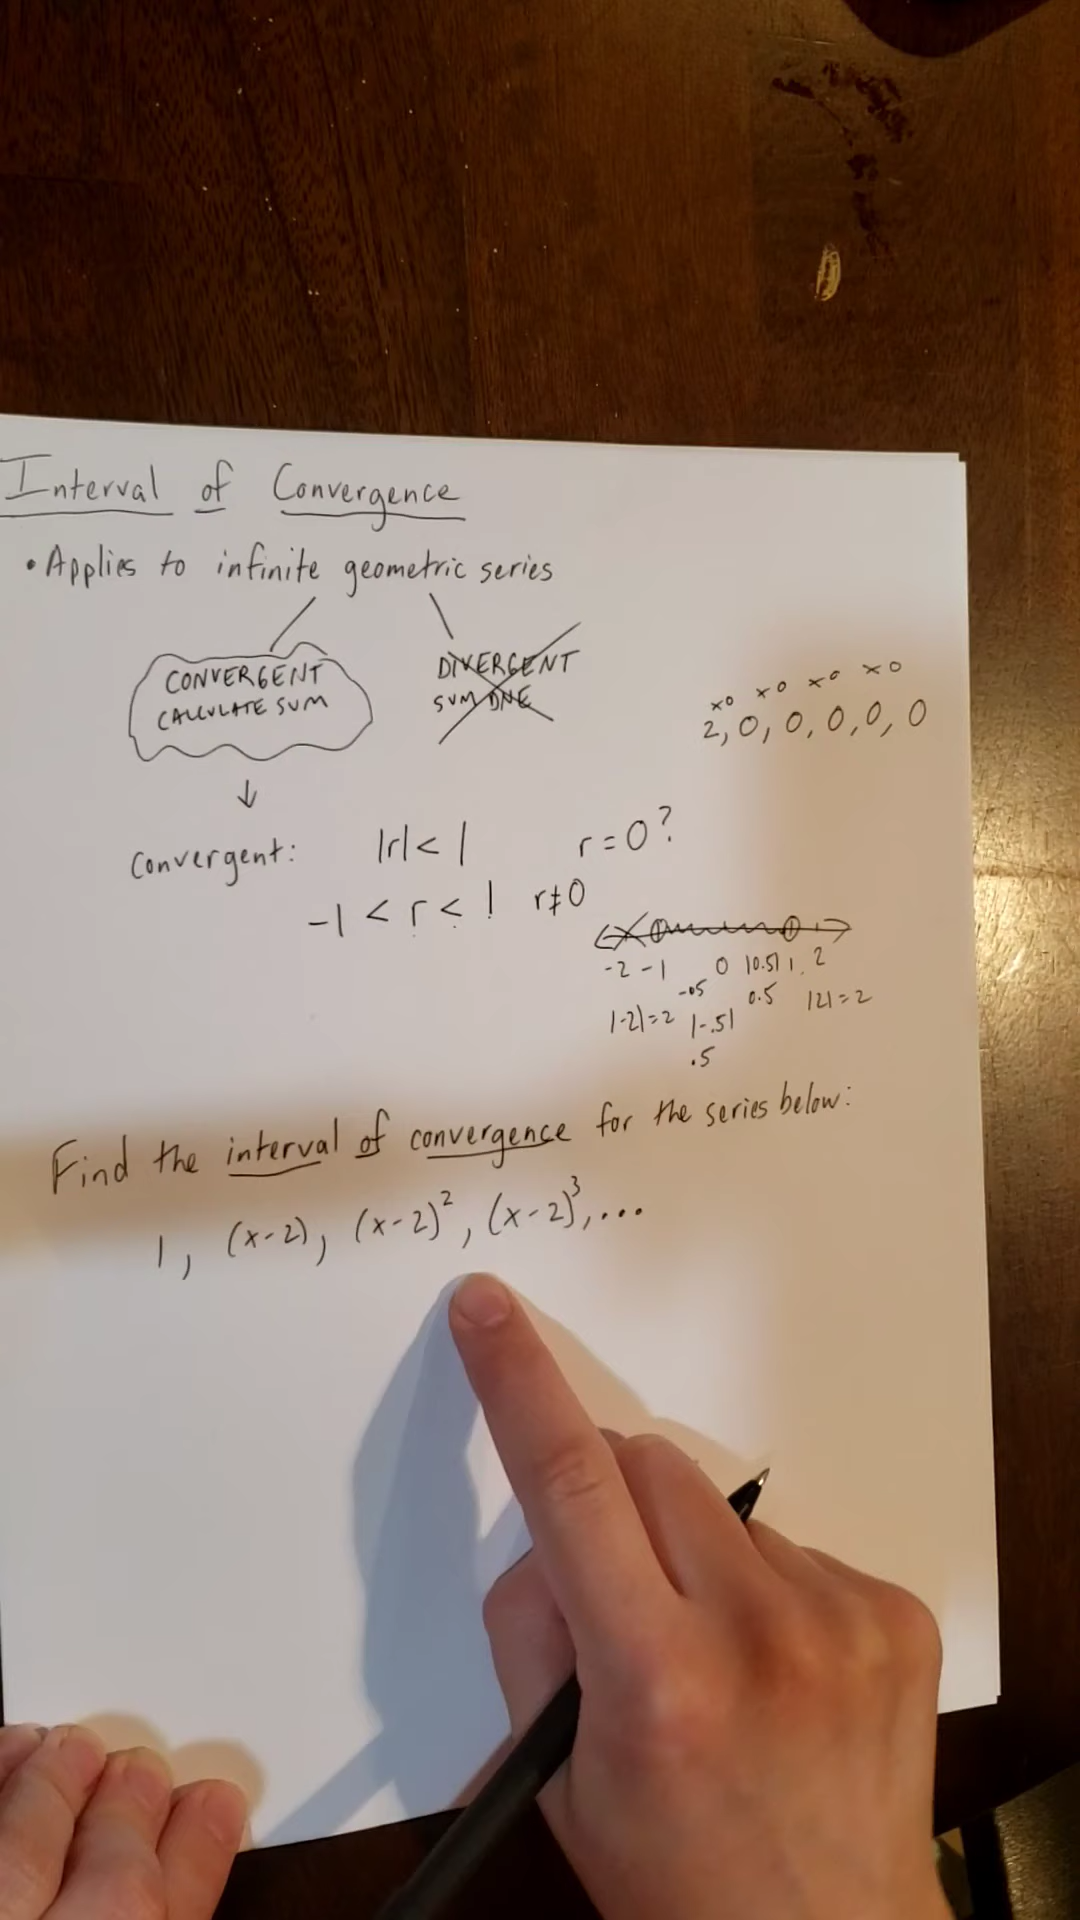 Interval of Convergence
• Applies to infinite geometric series
CONVERGENT
CALCULATE SUM
DIVERGENT
SUM DNE
x0 x0 x0 x0
2, 0, 0, 0, 0, 0
↓
Convergent: |r| < 1 r = 0?
-1 < r < 1 r ≠ 0
-2 -1 0 |0.5| 1 2
-.05 0.5
|-2| = 2 |-.5| |2| = 2
.5
Find the interval of convergence for the series below:
1, (x-2), (x-2)², (x-2)³, ...